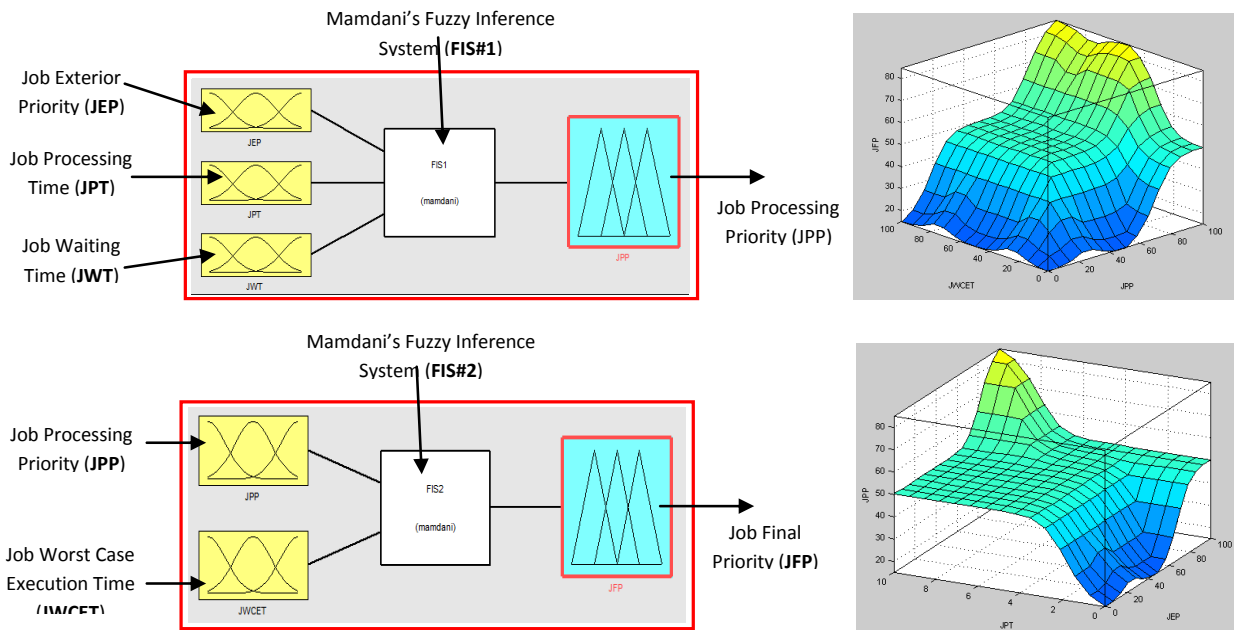 Mamdani's Fuzzy Inference
System (FIS#1)
Job Exterior
Priority (JEP)
Job Processing
Time (JPT)
Job Waiting
Time (JWT)
JEP
JPT
JWT
FIS1
(mamdani)
JPP
Job Processing
Priority (JPP)
JFP
80
70
60
50
40
30
20
100
80
60
40
20
0
JWCET
0
20
40
60
80
100
JPP
Mamdani's Fuzzy Inference
System (FIS#2)
Job Processing
Priority (JPP)
Job Worst Case
Execution Time
(JWCET)
JPP
JWCET
FIS2
(mamdani)
JFP
Job Final
Priority (JFP)
JPP
80
70
60
50
40
30
20
10
8
6
4
2
0
JPT
0
20
40
60
80
100
JEP